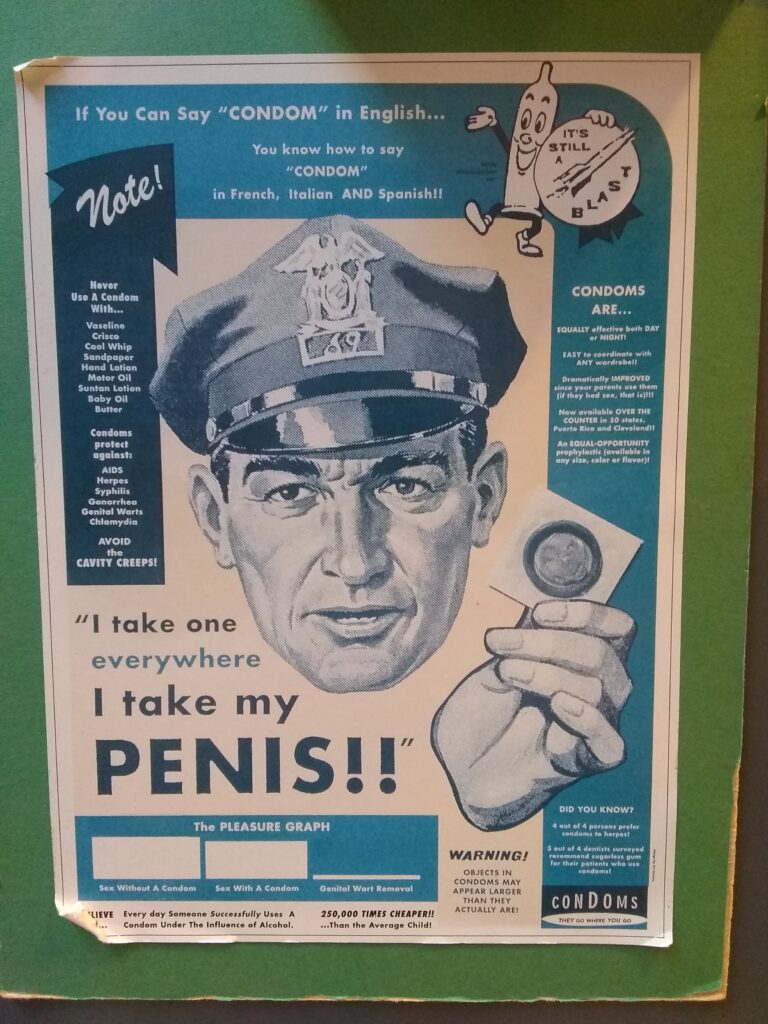 If You Can Say "CONDOM" in English...
You know how to say
"CONDOM"
in French, Italian AND Spanish!!
IT'S
STILL
A
BLAST
Note!
Never
Use A Condom
With...
Vaseline
Crisco
Cool Whip
Sandpaper
Hand Lotion
Motor Oil
Suntan Lotion
Baby Oil
Butter
Condoms
protect
against:
AIDS
Herpes
Syphilis
Gonorrhea
Genital Warts
Chlamydia
AVOID
the
CAVITY CREEPS!
69
CONDOMS
ARE...
EQUALLY effective both DAY
or NIGHT!
EASY to coordinate with
ANY wardrobe!!
Dramatically IMPROVED
since your parents use them
(if they had sex, that is)!!!
Now available OVER THE
COUNTER in 50 states,
Puerto Rico and Cleveland!!
An EQUAL-OPPORTUNITY
prophylactic (available in
any size, color or flavor)!
"I take one
everywhere
I take my
PENIS!!"
The PLEASURE GRAPH
Sex Without A Condom
Sex With A Condom
Genital Wart Removal
WARNING!
OBJECTS IN
CONDOMS MAY
APPEAR LARGER
THAN THEY
ACTUALLY ARE!
DID YOU KNOW?
4 out of 4 persons prefer
condoms to herpes!
3 out of 4 dentists surveyed
recommend sugarless gum
for their patients who use
condoms!
CONDOMS
THEY GO WHERE YOU GO
Every day Someone Successfully Uses A
Condom Under The Influence of Alcohol.
250,000 TIMES CHEAPER!!
...Than the Average Child!